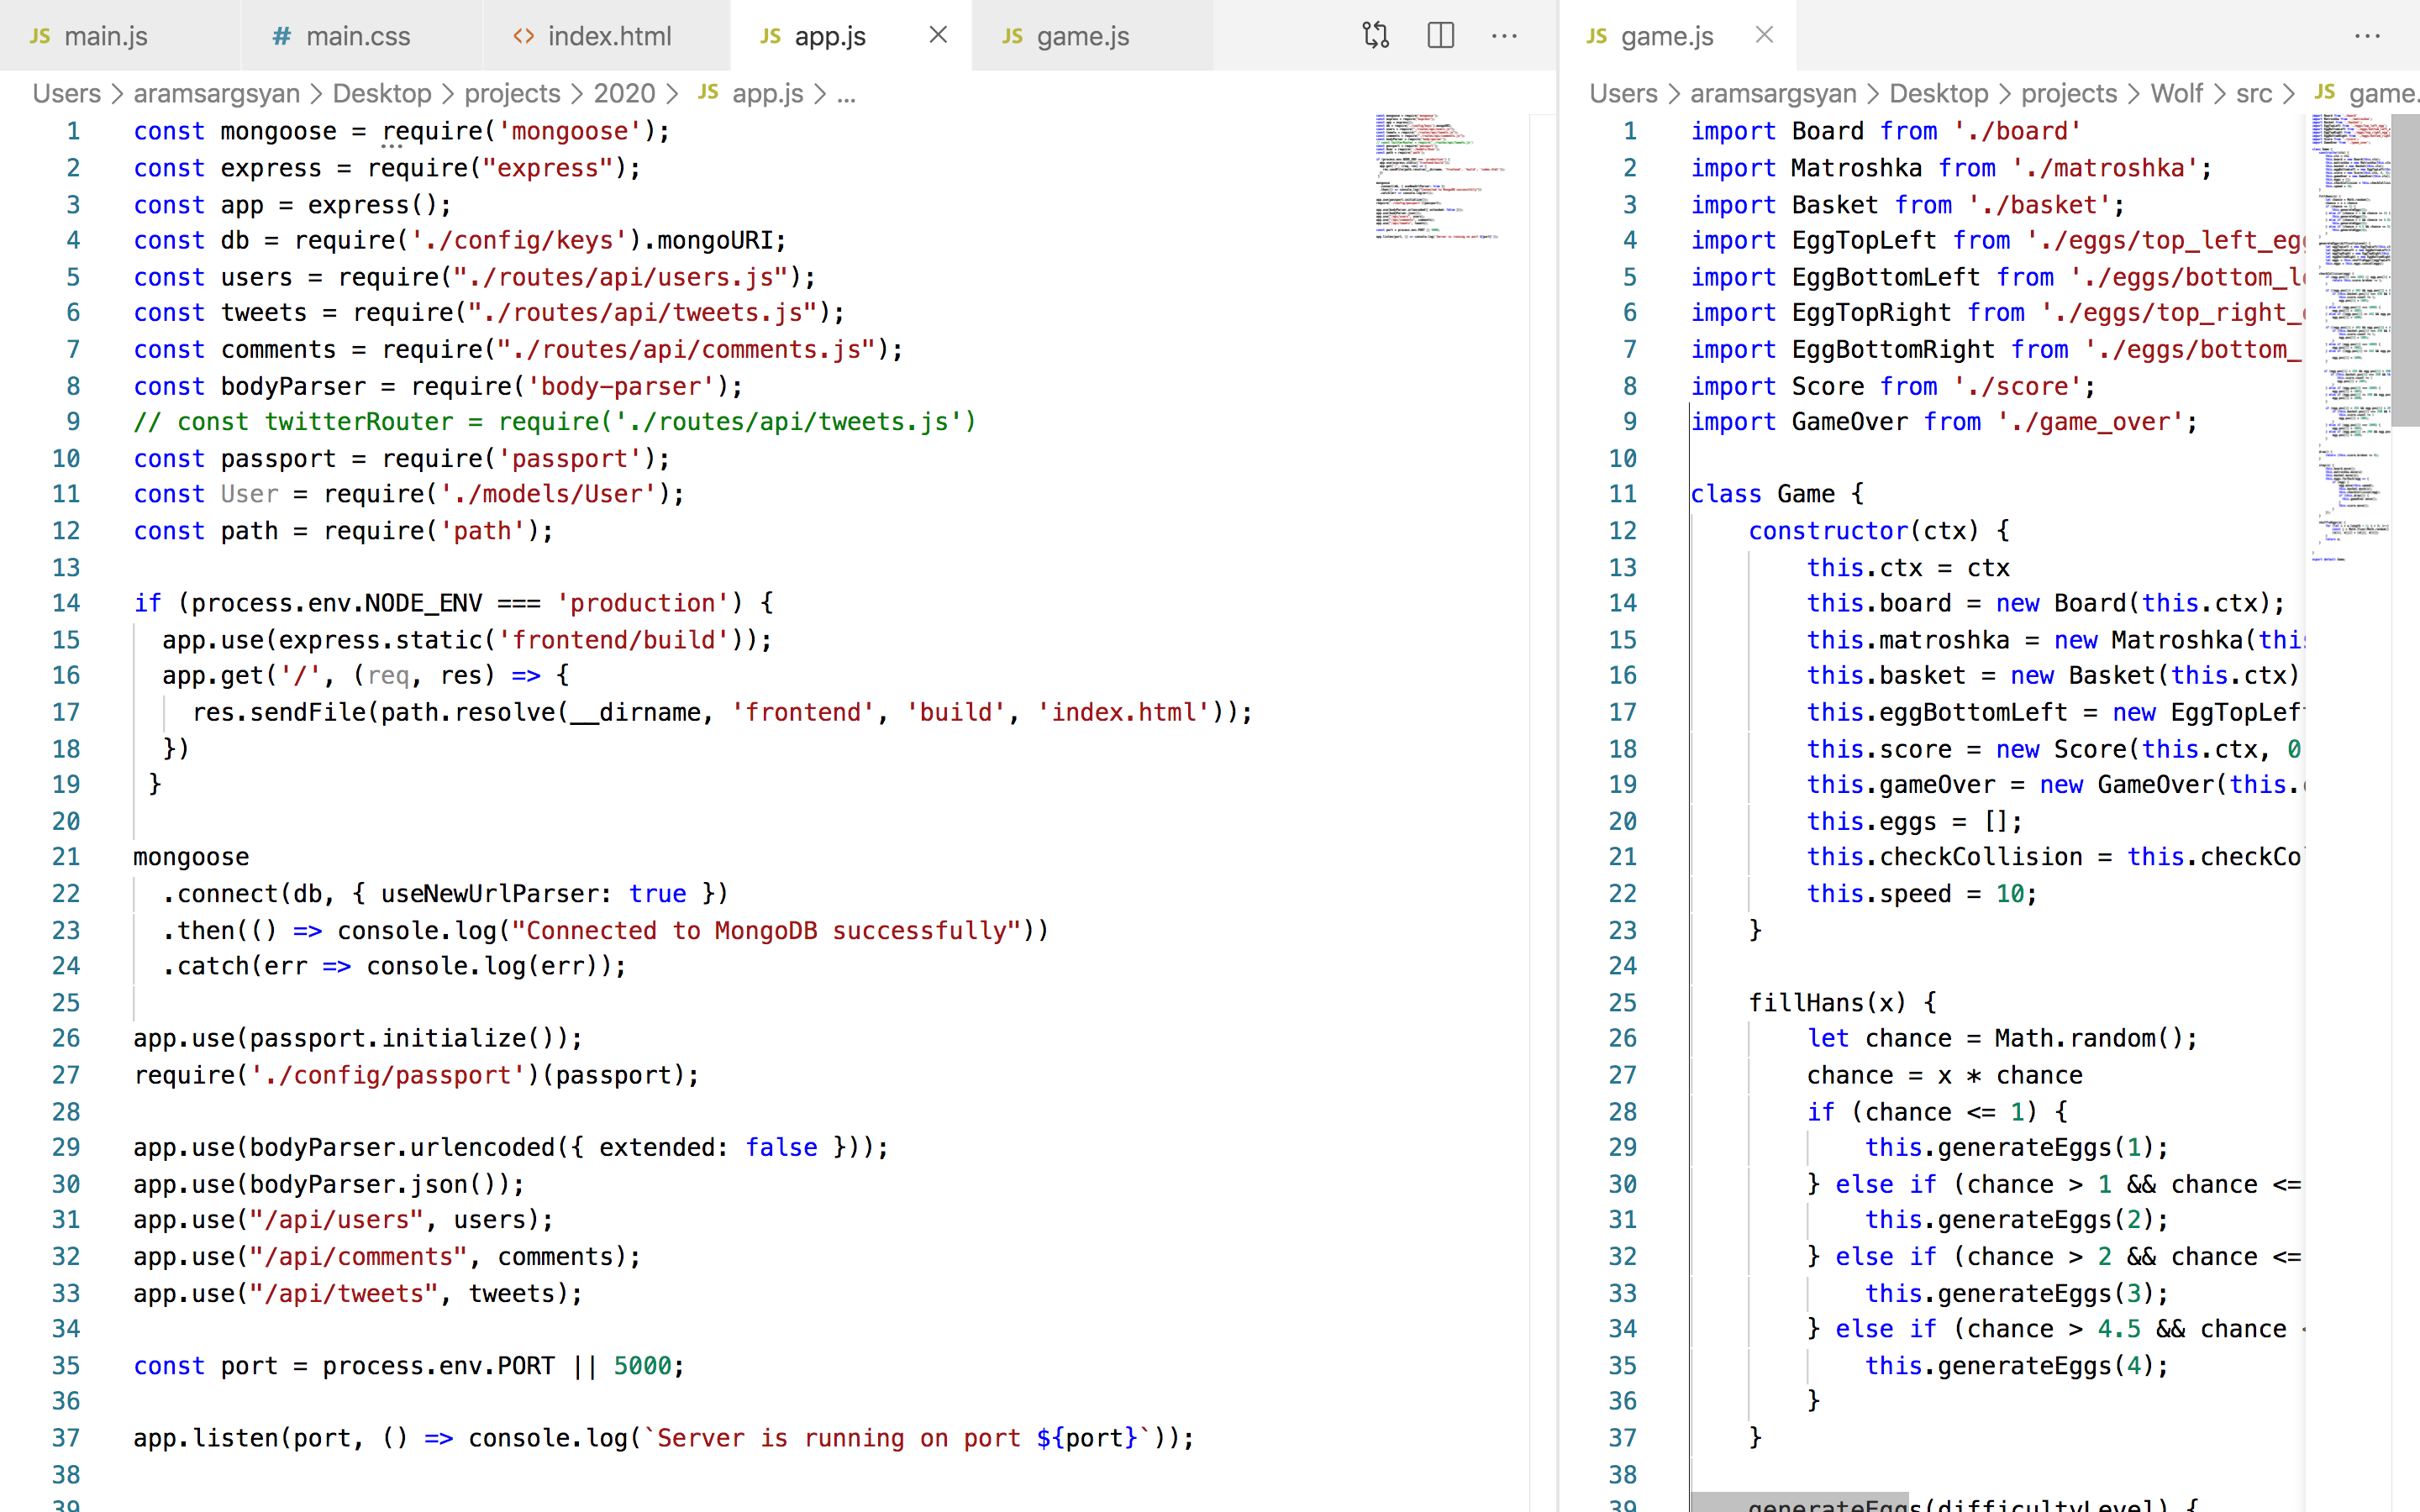 JS main.js # main.css <> index.html JS app.js × JS game.js ...
Users > aramsargsyan > Desktop > projects > 2020 > JS app.js > ...
1 const mongoose = require('mongoose');
2 const express = require("express");
3 const app = express();
4 const db = require('./config/keys').mongoURI;
5 const users = require("./routes/api/users.js");
6 const tweets = require("./routes/api/tweets.js");
7 const comments = require("./routes/api/comments.js");
8 const bodyParser = require('body-parser');
9 // const twitterRouter = require('./routes/api/tweets.js')
10 const passport = require('passport');
11 const User = require('./models/User');
12 const path = require('path');
13
14 if (process.env.NODE_ENV === 'production') {
15 app.use(express.static('frontend/build'));
16 app.get('/', (req, res) => {
17 res.sendFile(path.resolve(__dirname, 'frontend', 'build', 'index.html'));
18 })
19 }
20
21 mongoose
22 .connect(db, { useNewUrlParser: true })
23 .then(() => console.log("Connected to MongoDB successfully"))
24 .catch(err => console.log(err));
25
26 app.use(passport.initialize());
27 require('./config/passport')(passport);
28
29 app.use(bodyParser.urlencoded({ extended: false }));
30 app.use(bodyParser.json());
31 app.use("/api/users", users);
32 app.use("/api/comments", comments);
33 app.use("/api/tweets", tweets);
34
35 const port = process.env.PORT || 5000;
36
37 app.listen(port, () => console.log(`Server is running on port ${port}`));
38
39
JS game.js × ...
Users > aramsargsyan > Desktop > projects > Wolf > src > JS game.
1 import Board from './board'
2 import Matroshka from './matroshka';
3 import Basket from './basket';
4 import EggTopLeft from './eggs/top_left_eg
5 import EggBottomLeft from './eggs/bottom_l
6 import EggTopRight from './eggs/top_right_
7 import EggBottomRight from './eggs/bottom_
8 import Score from './score';
9 import GameOver from './game_over';
10
11 class Game {
12 constructor(ctx) {
13 this.ctx = ctx
14 this.board = new Board(this.ctx);
15 this.matroshka = new Matroshka(this
16 this.basket = new Basket(this.ctx)
17 this.eggBottomLeft = new EggTopLef
18 this.score = new Score(this.ctx, 0
19 this.gameOver = new GameOver(this.
20 this.eggs = [];
21 this.checkCollision = this.checkCo
22 this.speed = 10;
23 }
24
25 fillHans(x) {
26 let chance = Math.random();
27 chance = x * chance
28 if (chance <= 1) {
29 this.generateEggs(1);
30 } else if (chance > 1 && chance <=
31 this.generateEggs(2);
32 } else if (chance > 2 && chance <=
33 this.generateEggs(3);
34 } else if (chance > 4.5 && chance <
35 this.generateEggs(4);
36 }
37 }
38
39 generateEggs(difficultyLevel) {